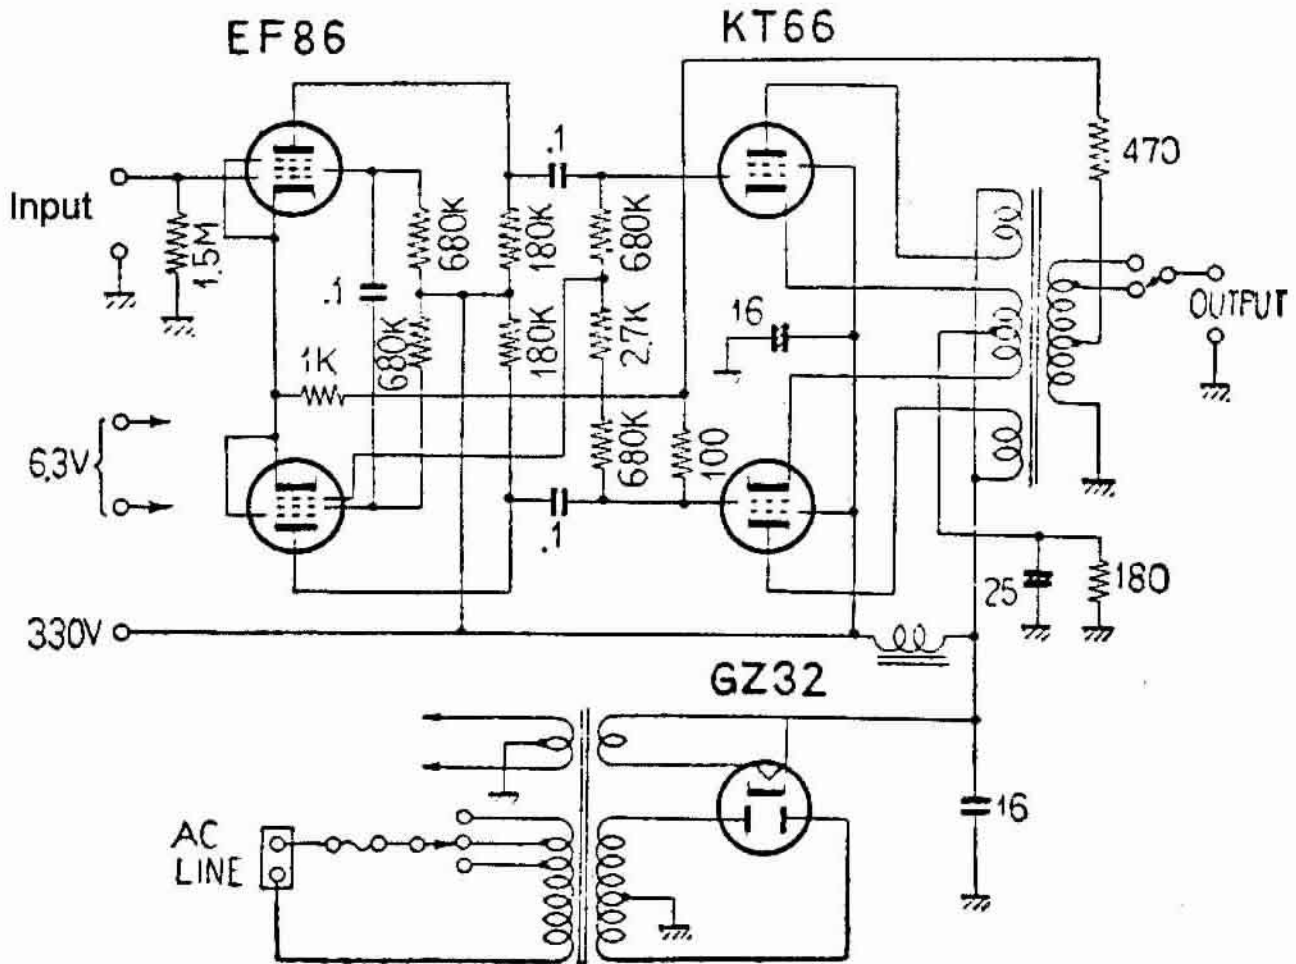 EF86
KT66
Input
1.5M
.1
680K
680K
180K
180K
.1
680K
2.7K
680K
.1
1K
100
16
470
OUTPUT
6.3V
330V
25
180
GZ32
16
AC
LINE